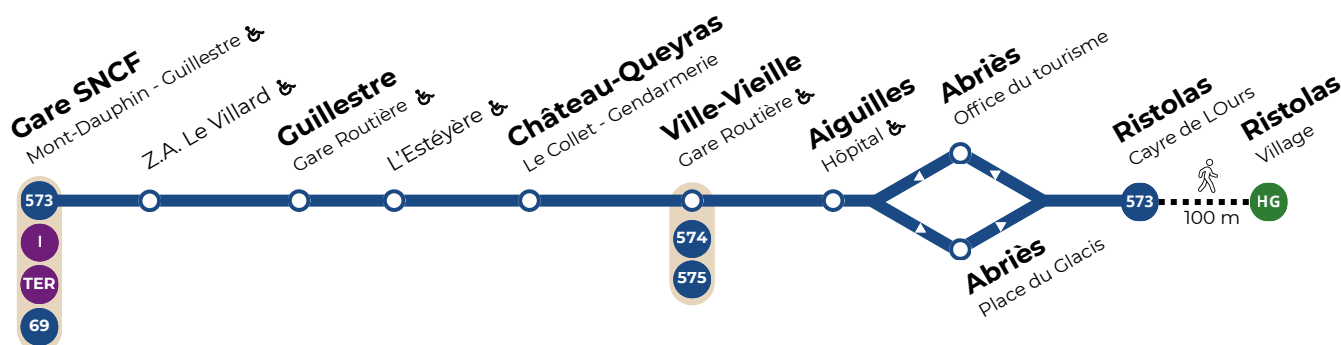 Gare SNCF
Mont-Dauphin - Guillestre
Z.A. Le Villard
Guillestre
Gare Routière
L'Estéyère
Château-Queyras
Le Collet - Gendarmerie
Ville-Vieille
Gare Routière
Aiguilles
Hôpital
Abriès
Office du tourisme
Abriès
Place du Glacis
Ristolas
Cayre de L Ours
Ristolas
Village
573
I
TER
69
574
575
573
100 m
HG